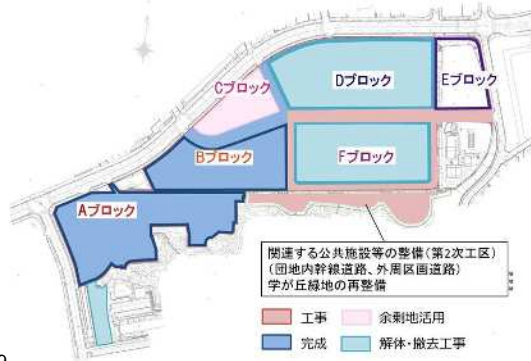 Cブロック
Dブロック
Eブロック
Bブロック
Fブロック
Aブロック
関連する公共施設等の整備(第2次工区)
(団地内幹線道路、外周区画道路)
学が丘緑地の再整備
工事
余剰地活用
完成
解体・撤去工事